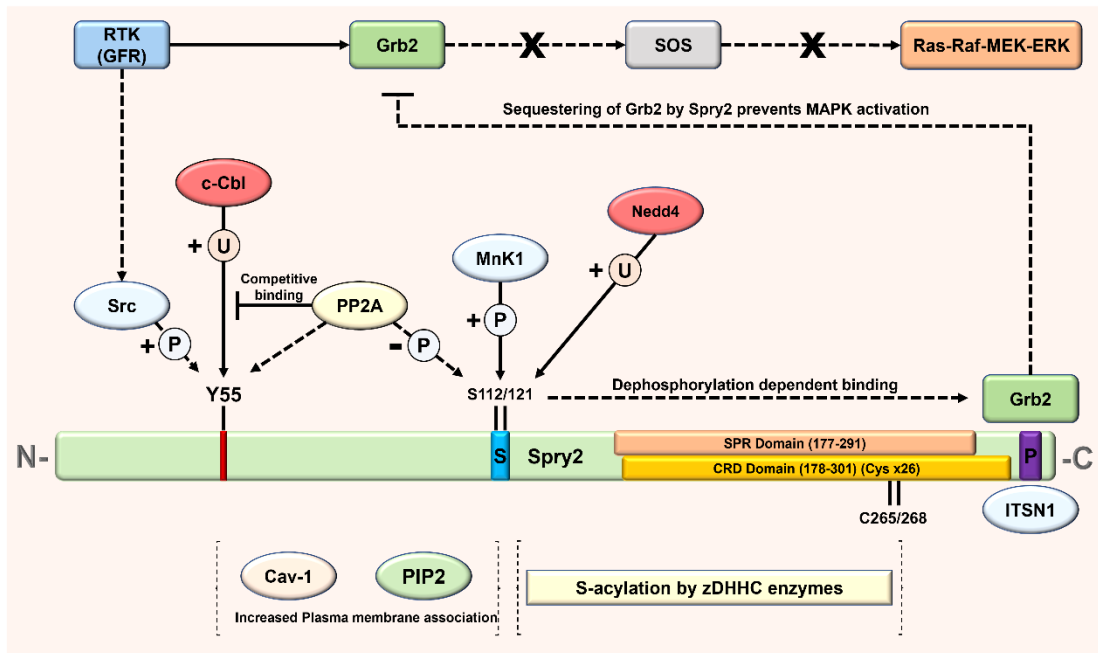 RTK
(GFR)
Grb2
X
SOS
X
Ras-Raf-MEK-ERK
Sequestering of Grb2 by Spry2 prevents MAPK activation
c-Cbl
Nedd4
+ U
MnK1
+ U
Competitive
binding
Src
PP2A
+ P
+ P
- P
Y55
S112/121
Dephosphorylation dependent binding
Grb2
N-
S
Spry2
SPR Domain (177-291)
CRD Domain (178-301) (Cys x26)
P
-C
C265/268
ITSN1
Cav-1
PIP2
S-acylation by zDHHC enzymes
Increased Plasma membrane association